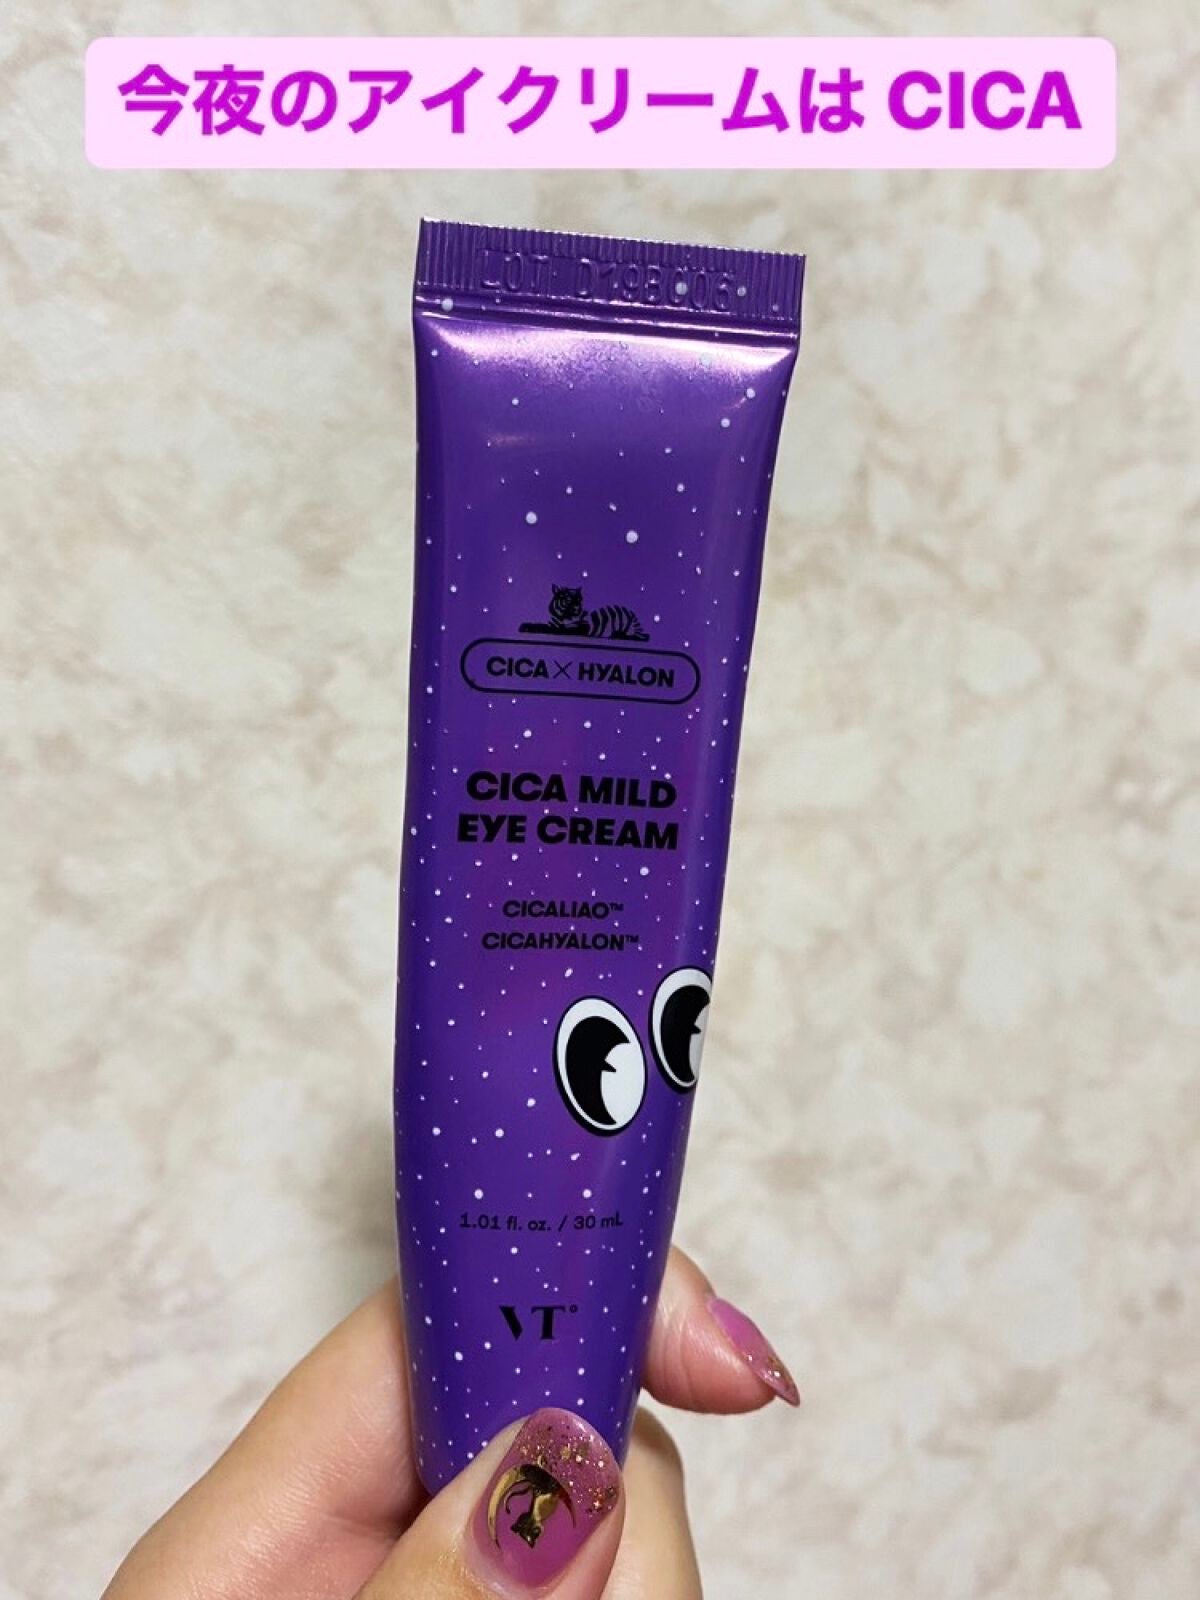 今夜のアイクリームは CICA
LOT D19B006
CICA×HYALON
CICA MILD
EYE CREAM
CICALIAO™
CICAHYALON™
1.01 fl. oz. / 30 mL
VT°